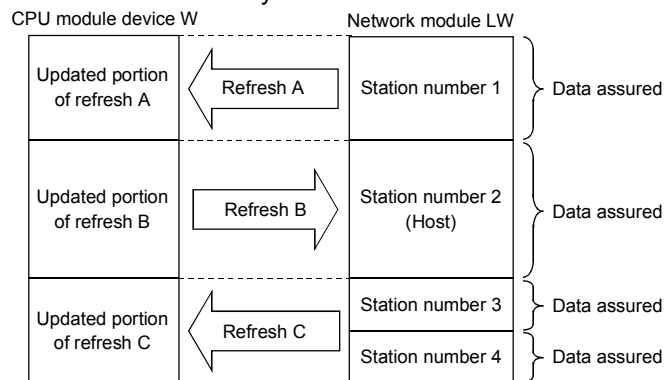 CPU module device W
Network module LW
Updated portion
of refresh A
Refresh A
Station number 1
Data assured
Updated portion
of refresh B
Refresh B
Station number 2
(Host)
Data assured
Updated portion
of refresh C
Refresh C
Station number 3
Data assured
Station number 4
Data assured